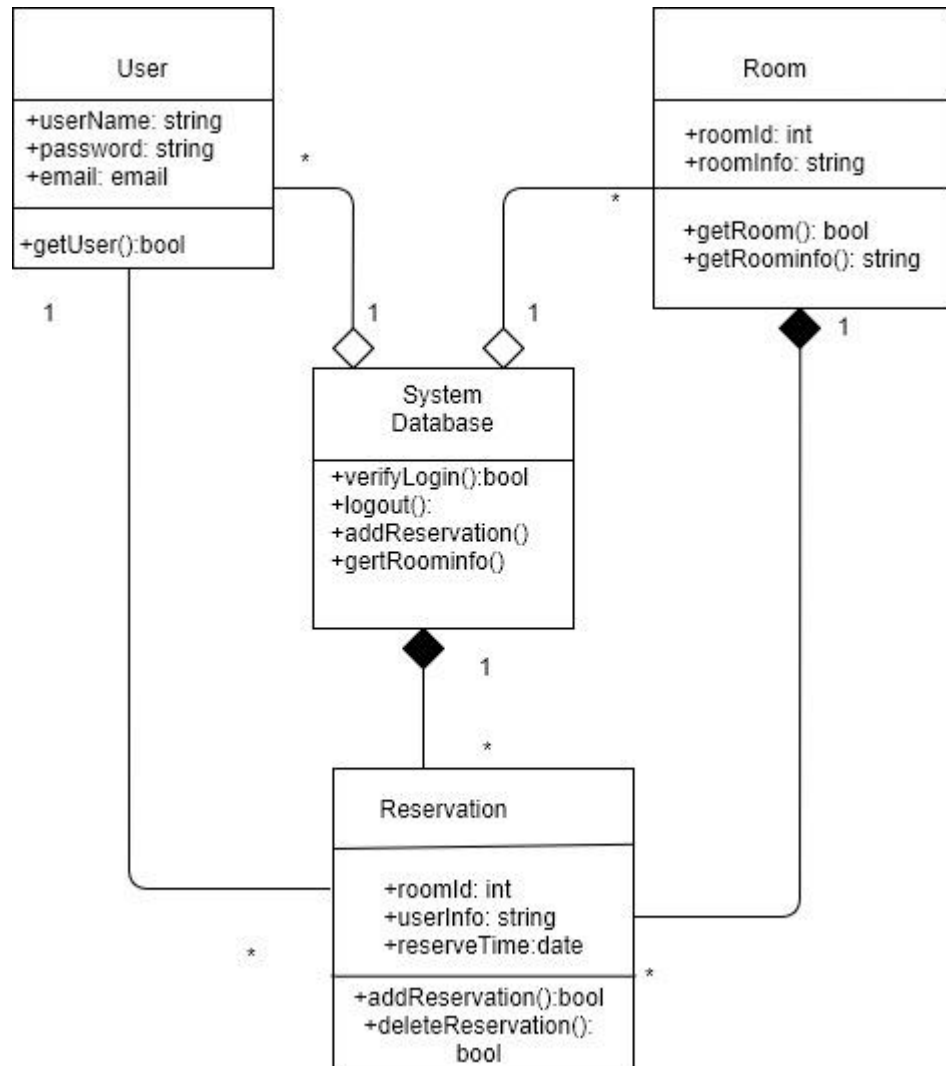 User
+userName: string
+password: string
+email: email
+getUser():bool
Room
+roomId: int
+roomInfo: string
+getRoom(): bool
+getRoominfo(): string
*
*
1
1
1
1
System
Database
+verifyLogin():bool
+logout():
+addReservation()
+gertRoominfo()
1
*
Reservation
+roomId: int
+userInfo: string
+reserveTime:date
*
*
+addReservation():bool
+deleteReservation():
bool